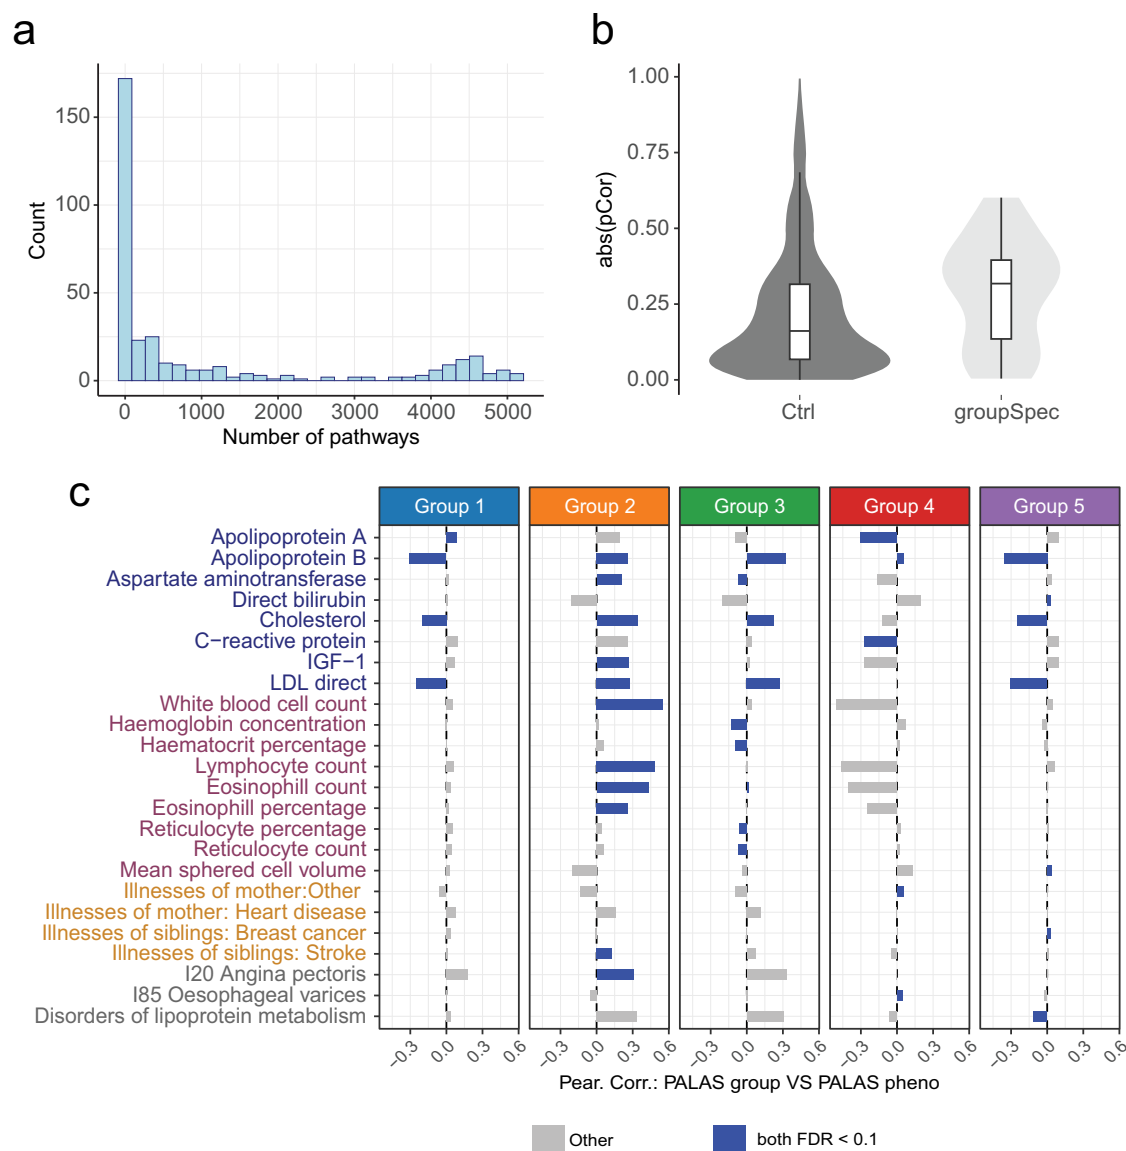 a
150
100
50
0
Count
0 1000 2000 3000 4000 5000
Number of pathways
b
1.00
0.75
0.50
0.25
0.00
abs(pCor)
Ctrl groupSpec
c
Group 1 Group 2 Group 3 Group 4 Group 5
Apolipoprotein A
Apolipoprotein B
Aspartate aminotransferase
Direct bilirubin
Cholesterol
C−reactive protein
IGF−1
LDL direct
White blood cell count
Haemoglobin concentration
Haematocrit percentage
Lymphocyte count
Eosinophill count
Eosinophill percentage
Reticulocyte percentage
Reticulocyte count
Mean sphered cell volume
Illnesses of mother:Other
Illnesses of mother: Heart disease
Illnesses of siblings: Breast cancer
Illnesses of siblings: Stroke
I20 Angina pectoris
I85 Oesophageal varices
Disorders of lipoprotein metabolism
−0.3 0.0 0.3 0.6 −0.3 0.0 0.3 0.6 −0.3 0.0 0.3 0.6 −0.3 0.0 0.3 0.6 −0.3 0.0 0.3 0.6
Pear. Corr.: PALAS group VS PALAS pheno
Other both FDR < 0.1